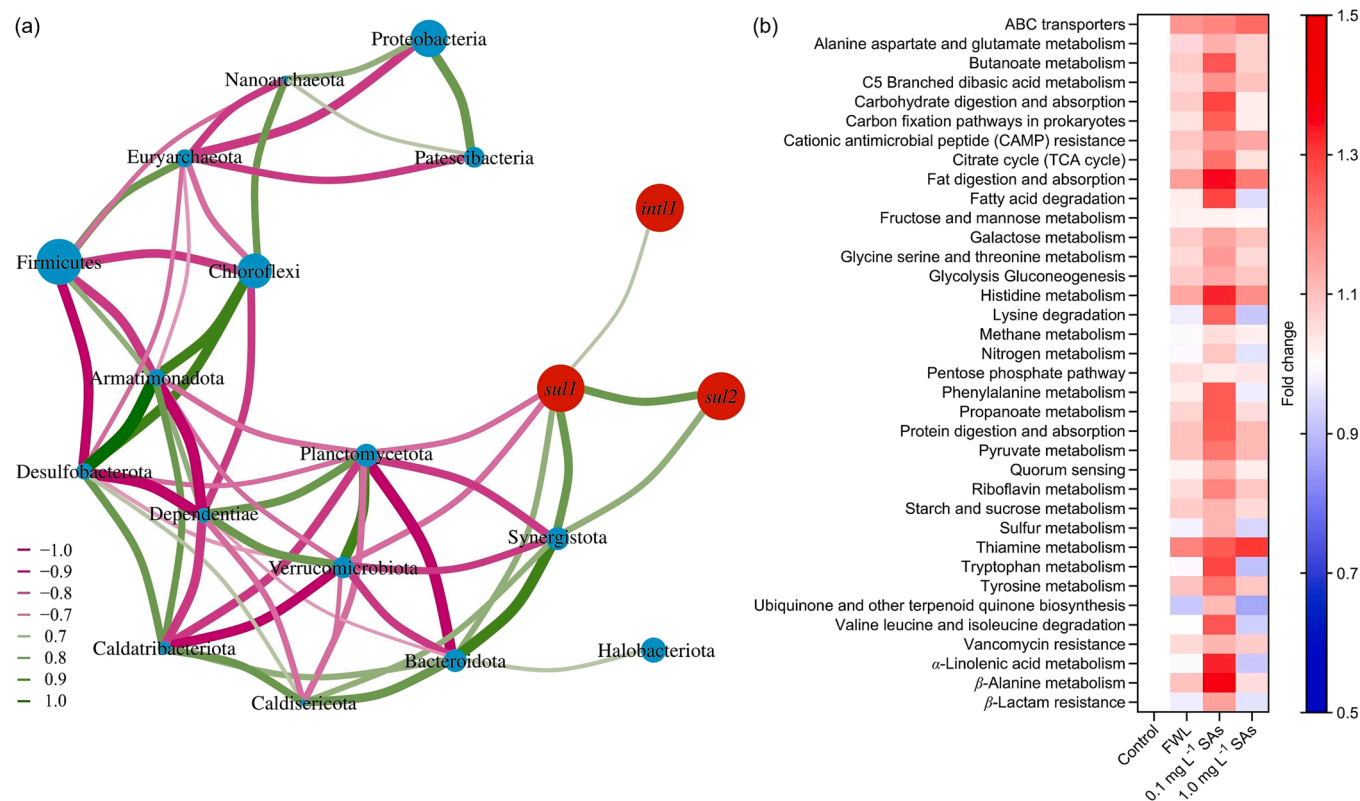 (a)
Proteobacteria
Nanoarchaeota
Euryarchaeota
Patescibacteria
intl1
Firmicutes
Chloroflexi
Armatimonadota
sul1
sul2
Planctomycetota
Desulfobacterota
Dependentiae
Synergistota
Verrucomicrobiota
Caldatribacteriota
Bacteroidota
Halobacteriota
Caldisericota
−1.0
−0.9
−0.8
−0.7
0.7
0.8
0.9
1.0
(b)
ABC transporters
Alanine aspartate and glutamate metabolism
Butanoate metabolism
C5 Branched dibasic acid metabolism
Carbohydrate digestion and absorption
Carbon fixation pathways in prokaryotes
Cationic antimicrobial peptide (CAMP) resistance
Citrate cycle (TCA cycle)
Fat digestion and absorption
Fatty acid degradation
Fructose and mannose metabolism
Galactose metabolism
Glycine serine and threonine metabolism
Glycolysis Gluconeogenesis
Histidine metabolism
Lysine degradation
Methane metabolism
Nitrogen metabolism
Pentose phosphate pathway
Phenylalanine metabolism
Propanoate metabolism
Protein digestion and absorption
Pyruvate metabolism
Quorum sensing
Riboflavin metabolism
Starch and sucrose metabolism
Sulfur metabolism
Thiamine metabolism
Tryptophan metabolism
Tyrosine metabolism
Ubiquinone and other terpenoid quinone biosynthesis
Valine leucine and isoleucine degradation
Vancomycin resistance
α-Linolenic acid metabolism
β-Alanine metabolism
β-Lactam resistance
Control
FWL
0.1 mg L⁻¹ SAs
1.0 mg L⁻¹ SAs
Fold change
1.5
1.3
1.1
0.9
0.7
0.5